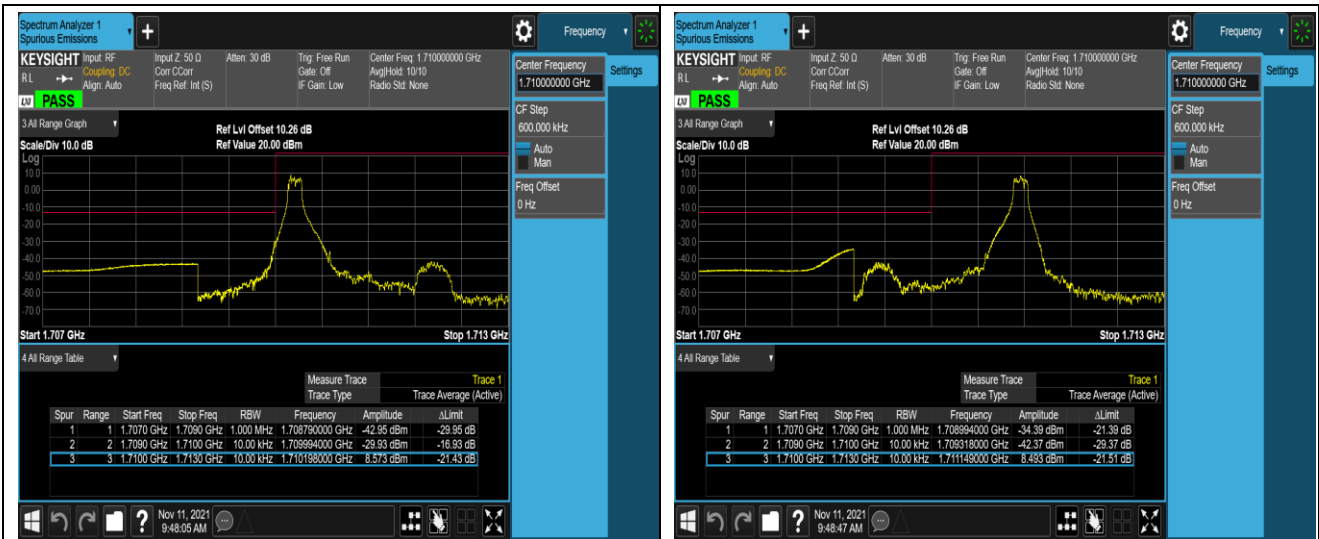 Spectrum Analyzer 1
Spurious Emissions
+
Frequency
KEYSIGHT Input: RF Input Z: 50 Ω Atten: 30 dB Trig: Free Run Center Freq: 1.710000000 GHz
R L Coupling: DC Corr CCorr Gate: Off Avg|Hold: 10/10
Align: Auto Freq Ref: Int (S) IF Gain: Low Radio Std: None
LXI PASS
Center Frequency
1.710000000 GHz
Settings
CF Step
600.000 kHz
Auto
Man
Freq Offset
0 Hz
3 All Range Graph
Ref Lvl Offset 10.26 dB
Scale/Div 10.0 dB Ref Value 20.00 dBm
Log
10.0
0.00
-10.0
-20.0
-30.0
-40.0
-50.0
-60.0
-70.0
Start 1.707 GHz Stop 1.713 GHz
4 All Range Table
Measure Trace Trace 1
Trace Type Trace Average (Active)
Spur Range Start Freq Stop Freq RBW Frequency Amplitude ΔLimit
1 1 1.7070 GHz 1.7090 GHz 1.000 MHz 1.708790000 GHz -42.95 dBm -29.95 dB
2 2 1.7090 GHz 1.7100 GHz 10.00 kHz 1.709994000 GHz -29.93 dBm -16.93 dB
3 3 1.7100 GHz 1.7130 GHz 10.00 kHz 1.710198000 GHz 8.573 dBm -21.43 dB
?
Nov 11, 2021
9:48:05 AM
Spectrum Analyzer 1
Spurious Emissions
+
Frequency
KEYSIGHT Input: RF Input Z: 50 Ω Atten: 30 dB Trig: Free Run Center Freq: 1.710000000 GHz
R L Coupling: DC Corr CCorr Gate: Off Avg|Hold: 10/10
Align: Auto Freq Ref: Int (S) IF Gain: Low Radio Std: None
LXI PASS
Center Frequency
1.710000000 GHz
Settings
CF Step
600.000 kHz
Auto
Man
Freq Offset
0 Hz
3 All Range Graph
Ref Lvl Offset 10.26 dB
Scale/Div 10.0 dB Ref Value 20.00 dBm
Log
10.0
0.00
-10.0
-20.0
-30.0
-40.0
-50.0
-60.0
-70.0
Start 1.707 GHz Stop 1.713 GHz
4 All Range Table
Measure Trace Trace 1
Trace Type Trace Average (Active)
Spur Range Start Freq Stop Freq RBW Frequency Amplitude ΔLimit
1 1 1.7070 GHz 1.7090 GHz 1.000 MHz 1.708994000 GHz -34.39 dBm -21.39 dB
2 2 1.7090 GHz 1.7100 GHz 10.00 kHz 1.709318000 GHz -42.37 dBm -29.37 dB
3 3 1.7100 GHz 1.7130 GHz 10.00 kHz 1.711149000 GHz 8.493 dBm -21.51 dB
?
Nov 11, 2021
9:48:47 AM